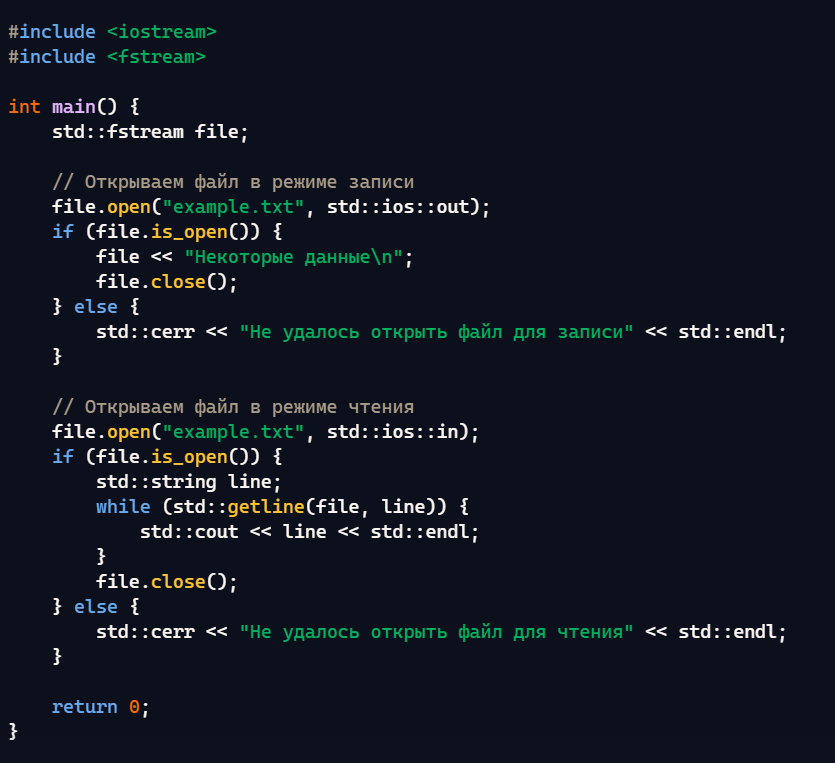 #include <iostream>
#include <fstream>

int main() {
    std::fstream file;

    // Открываем файл в режиме записи
    file.open("example.txt", std::ios::out);
    if (file.is_open()) {
        file << "Некоторые данные\n";
        file.close();
    } else {
        std::cerr << "Не удалось открыть файл для записи" << std::endl;
    }

    // Открываем файл в режиме чтения
    file.open("example.txt", std::ios::in);
    if (file.is_open()) {
        std::string line;
        while (std::getline(file, line)) {
            std::cout << line << std::endl;
        }
        file.close();
    } else {
        std::cerr << "Не удалось открыть файл для чтения" << std::endl;
    }

    return 0;
}